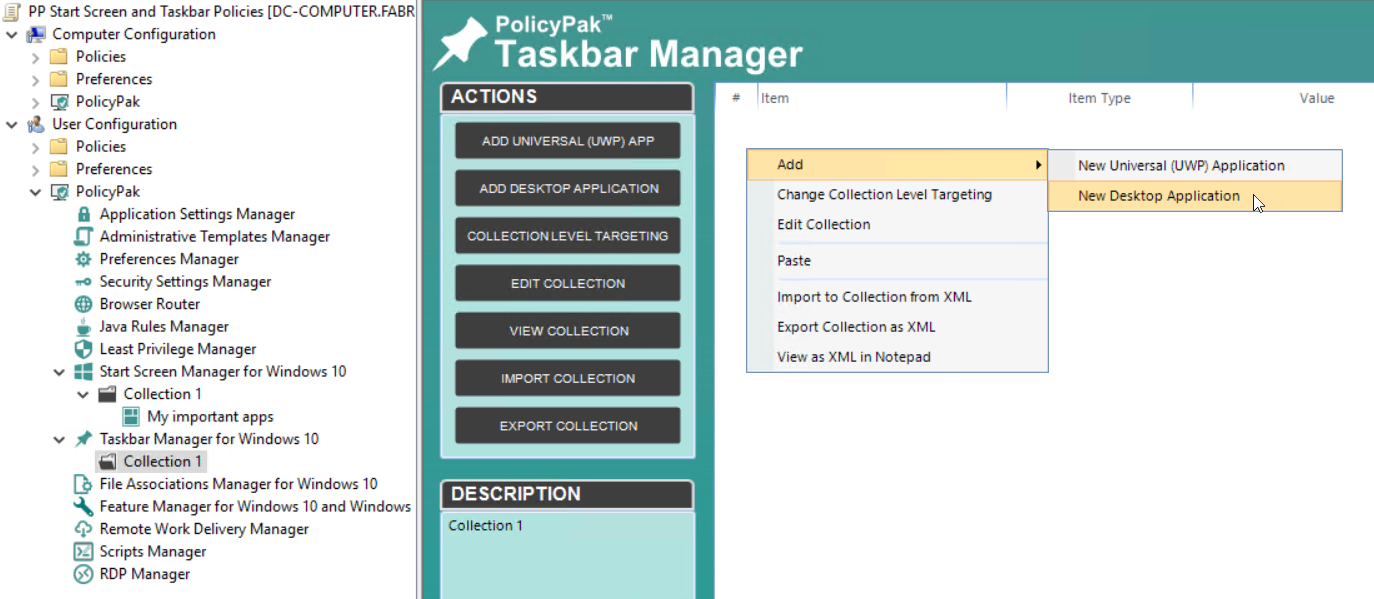 PP Start Screen and Taskbar Policies [DC-COMPUTER.FABR
Computer Configuration
Policies
Preferences
PolicyPak
User Configuration
Policies
Preferences
PolicyPak
Application Settings Manager
Administrative Templates Manager
Preferences Manager
Security Settings Manager
Browser Router
Java Rules Manager
Least Privilege Manager
Start Screen Manager for Windows 10
Collection 1
My important apps
Taskbar Manager for Windows 10
Collection 1
File Associations Manager for Windows 10
Feature Manager for Windows 10 and Windows
Remote Work Delivery Manager
Scripts Manager
RDP Manager
PolicyPak™
Taskbar Manager
ACTIONS
ADD UNIVERSAL (UWP) APP
ADD DESKTOP APPLICATION
COLLECTION LEVEL TARGETING
EDIT COLLECTION
VIEW COLLECTION
IMPORT COLLECTION
EXPORT COLLECTION
DESCRIPTION
Collection 1
# Item Item Type Value
Add
Change Collection Level Targeting
Edit Collection
Paste
Import to Collection from XML
Export Collection as XML
View as XML in Notepad
New Universal (UWP) Application
New Desktop Application